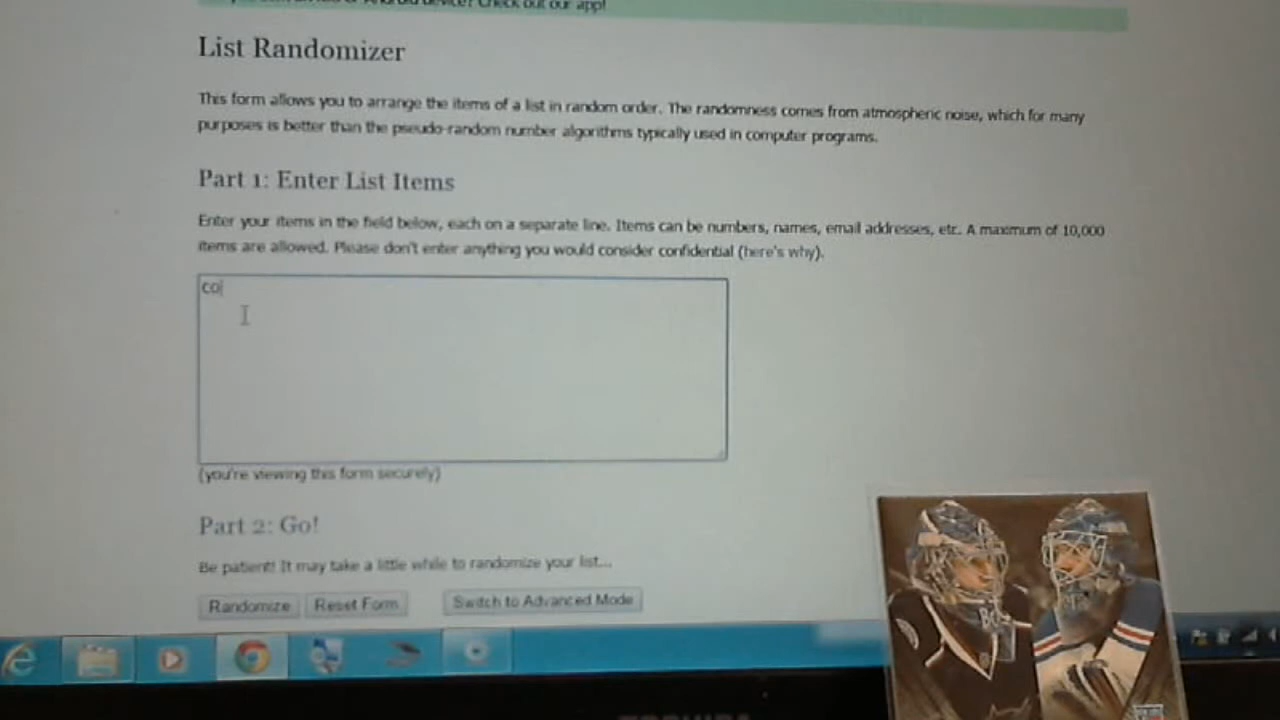 device? Check out our app!
List Randomizer
This form allows you to arrange the items of a list in random order. The randomness comes from atmospheric noise, which for many
purposes is better than the pseudo-random number algorithms typically used in computer programs.
Part 1: Enter List Items
Enter your items in the field below, each on a separate line. Items can be numbers, names, email addresses, etc. A maximum of 10,000
items are allowed. Please don't enter anything you would consider confidential (here's why).
co
(you're viewing this form securely)
Part 2: Go!
Be patient! It may take a little while to randomize your list...
Randomize Reset Form Switch to Advanced Mode